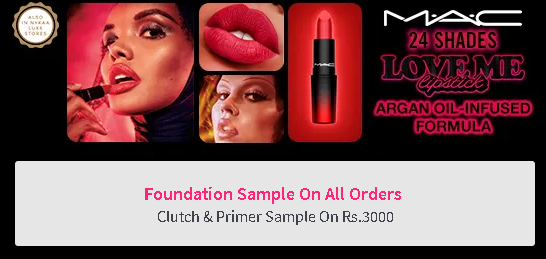 ALSO
IN NYKAA
LUXE
STORES
M·A·C
24 SHADES
LOVE ME
lipstick
ARGAN OIL-INFUSED
FORMULA
MAC
Foundation Sample On All Orders
Clutch & Primer Sample On Rs.3000